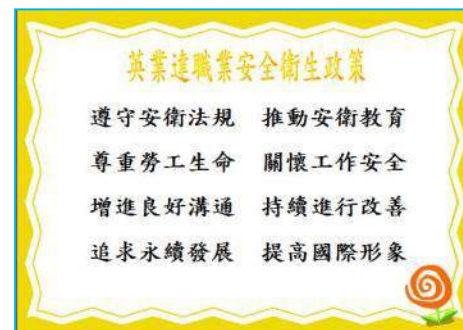 英業達職業安全衛生政策
遵守安衛法規 推動安衛教育
尊重勞工生命 關懷工作安全
增進良好溝通 持續進行改善
追求永續發展 提高國際形象